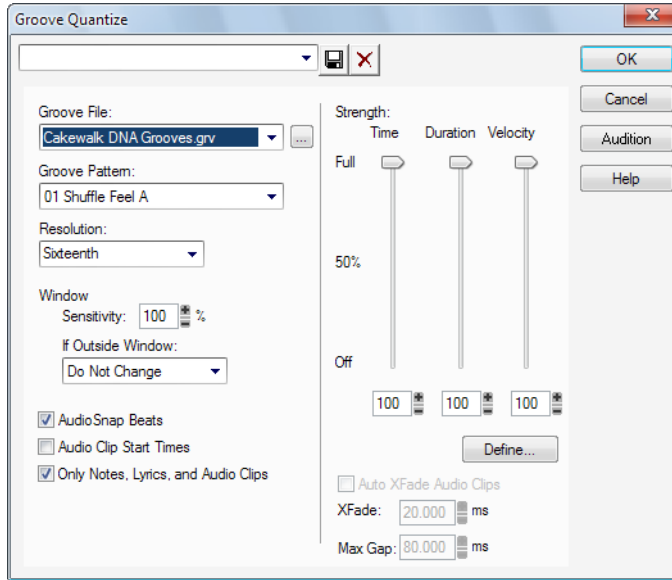 Groove Quantize
OK
Cancel
Audition
Help
Groove File:
Cakewalk DNA Grooves.grv
...
Groove Pattern:
01 Shuffle Feel A
Resolution:
Sixteenth
Window
Sensitivity: 100 %
If Outside Window:
Do Not Change
AudioSnap Beats
Audio Clip Start Times
Only Notes, Lyrics, and Audio Clips
Strength:
Time Duration Velocity
Full
50%
Off
100 100 100
Define...
Auto XFade Audio Clips
XFade: 20.000 ms
Max Gap: 80.000 ms